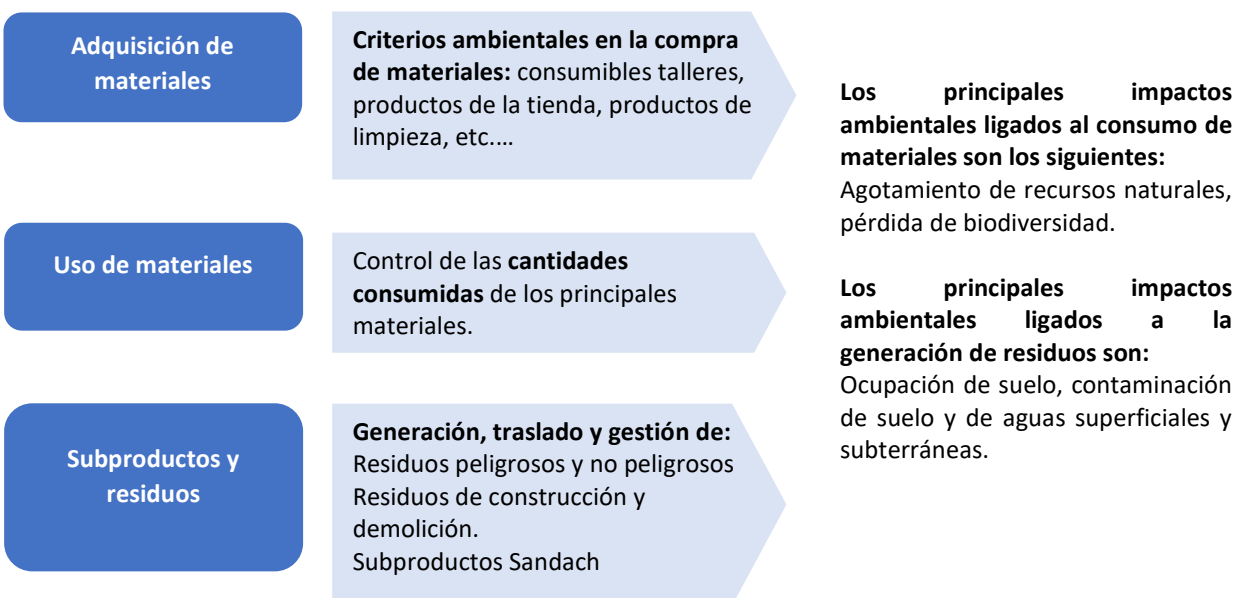 Adquisición de
materiales
Criterios ambientales en la compra
de materiales: consumibles talleres,
productos de la tienda, productos de
limpieza, etc.…
Uso de materiales
Control de las cantidades
consumidas de los principales
materiales.
Subproductos y
residuos
Generación, traslado y gestión de:
Residuos peligrosos y no peligrosos
Residuos de construcción y
demolición.
Subproductos Sandach
Los principales impactos
ambientales ligados al consumo de
materiales son los siguientes:
Agotamiento de recursos naturales,
pérdida de biodiversidad.
Los principales impactos
ambientales ligados a la
generación de residuos son:
Ocupación de suelo, contaminación
de suelo y de aguas superficiales y
subterráneas.